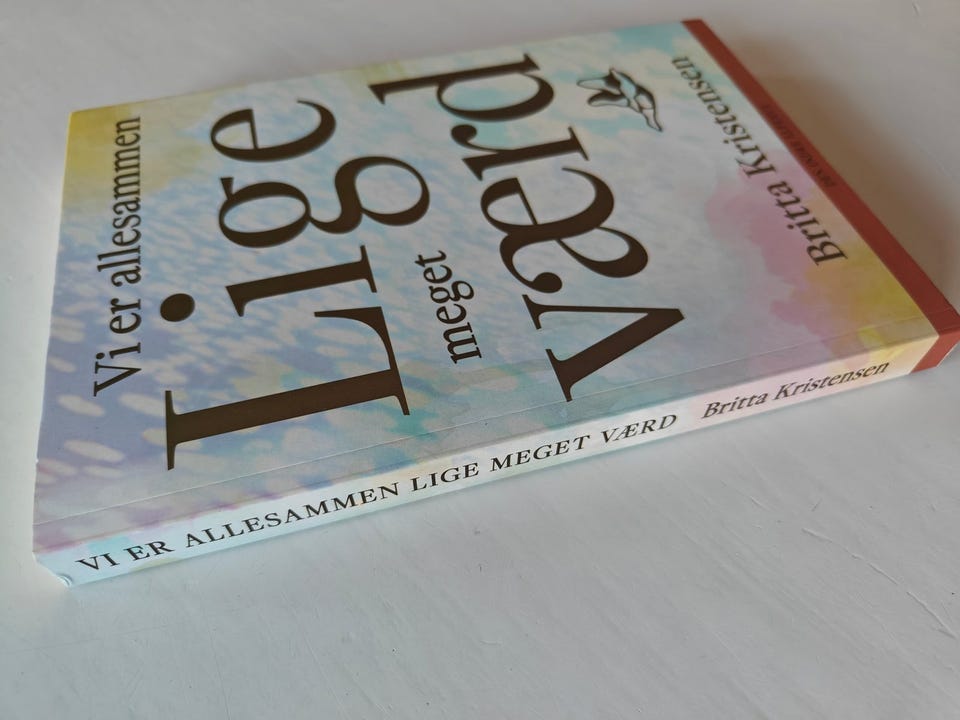 Vi er allesammen
Lige
meget
værd
Britta Kristensen
VI ER ALLESAMMEN LIGE MEGET VÆRD Britta Kristensen